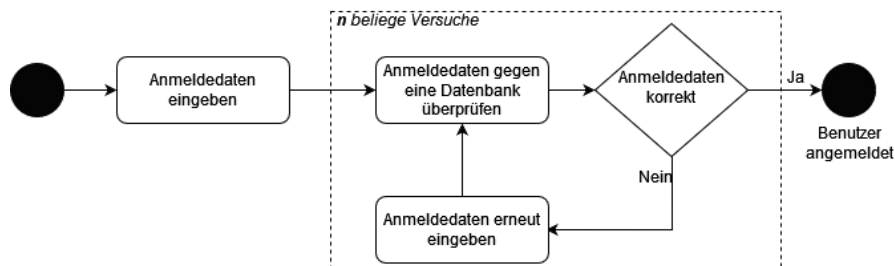 n beliege Versuche
Anmeldedaten
eingeben
Anmeldedaten gegen
eine Datenbank
überprüfen
Anmeldedaten
korrekt
Ja
Benutzer
angemeldet
Nein
Anmeldedaten erneut
eingeben